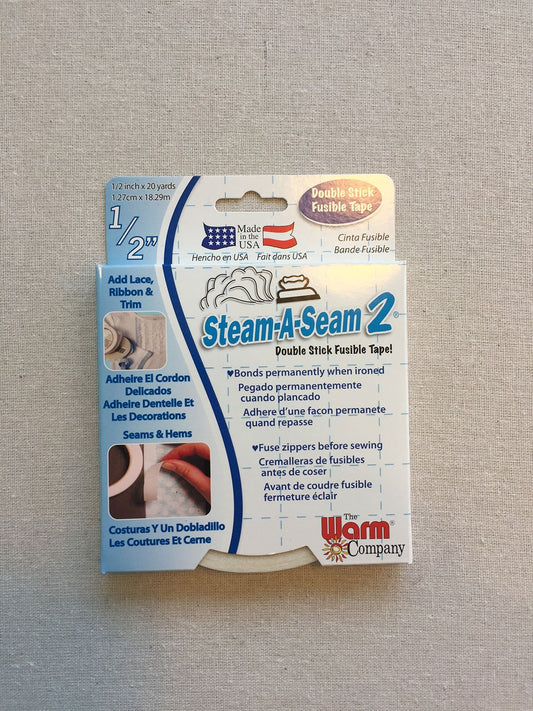 1/2 inch x 20 yards
1.27cm x 18.29m
1/2"
Made
in the
USA
Hencho en USA Fait dans USA
Double Stick
Fusible Tape
Cinta Fusible
Bande Fusible
Add Lace,
Ribbon &
Trim
Adheire El Cordon
Delicados
Adheire Dentelle Et
Les Decorations
Seams & Hems
Costuras Y Un Dobladillo
Les Coutures Et Cerne
Steam-A-Seam 2®
Double Stick Fusible Tape!
♥Bonds permanently when ironed
Pegado permanentemente
cuando plancado
Adhere d'une facon permanete
quand repasse
♥Fuse zippers before sewing
Cremalleras de fusibles
antes de coser
Avant de coudre fusible
fermeture éclair
The
Warm®
Company